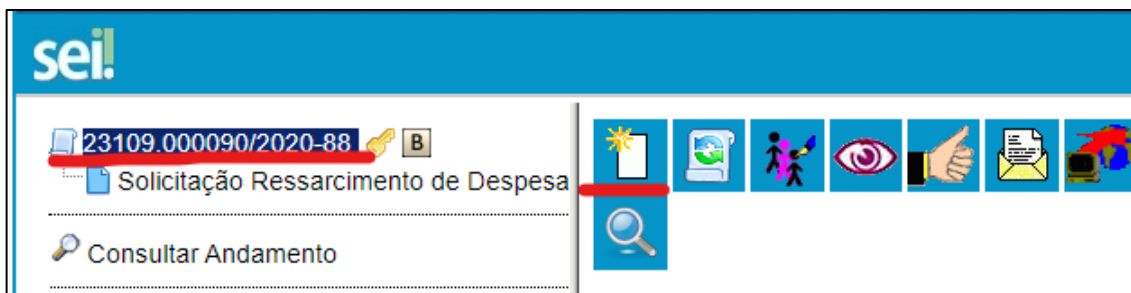 sei!
23109.000090/2020-88 B
Solicitação Ressarcimento de Despesa
Consultar Andamento